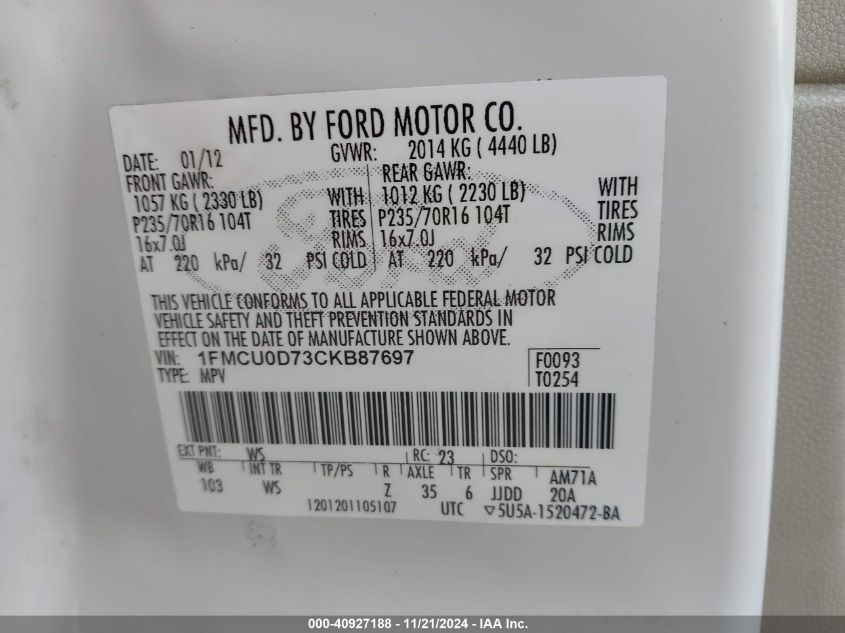 MFD. BY FORD MOTOR CO.
DATE: 01/12 GVWR: 2014 KG ( 4440 LB)
FRONT GAWR: REAR GAWR:
1057 KG ( 2330 LB) WITH 1012 KG ( 2230 LB) WITH
P235/70R16 104T TIRES P235/70R16 104T TIRES
16x7.0J RIMS 16x7.0J RIMS
AT 220 kPa/ 32 PSI COLD AT 220 kPa/ 32 PSI COLD
Ford
THIS VEHICLE CONFORMS TO ALL APPLICABLE FEDERAL MOTOR
VEHICLE SAFETY AND THEFT PREVENTION STANDARDS IN
EFFECT ON THE DATE OF MANUFACTURE SHOWN ABOVE.
VIN: 1FMCU0D73CKB87697 F0093
TYPE: MPV T0254
EXT PNT: WS RC: 23 DSO:
WB INT TR TP/PS R AXLE TR SPR AM71A
103 WS Z 35 6 JJDD 20A
1201201105107 UTC ▽5U5A-1520472-BA
000-40927188 - 11/21/2024 - IAA Inc.